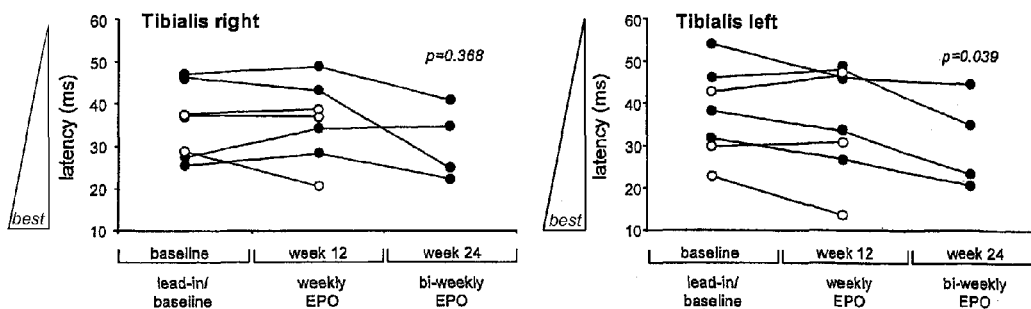 Tibialis right
p=0.368
latency (ms)
60
50
40
30
20
10
best
baseline week 12 week 24
lead-in/ weekly bi-weekly
baseline EPO EPO
Tibialis left
p=0.039
latency (ms)
60
50
40
30
20
10
best
baseline week 12 week 24
lead-in/ weekly bi-weekly
baseline EPO EPO